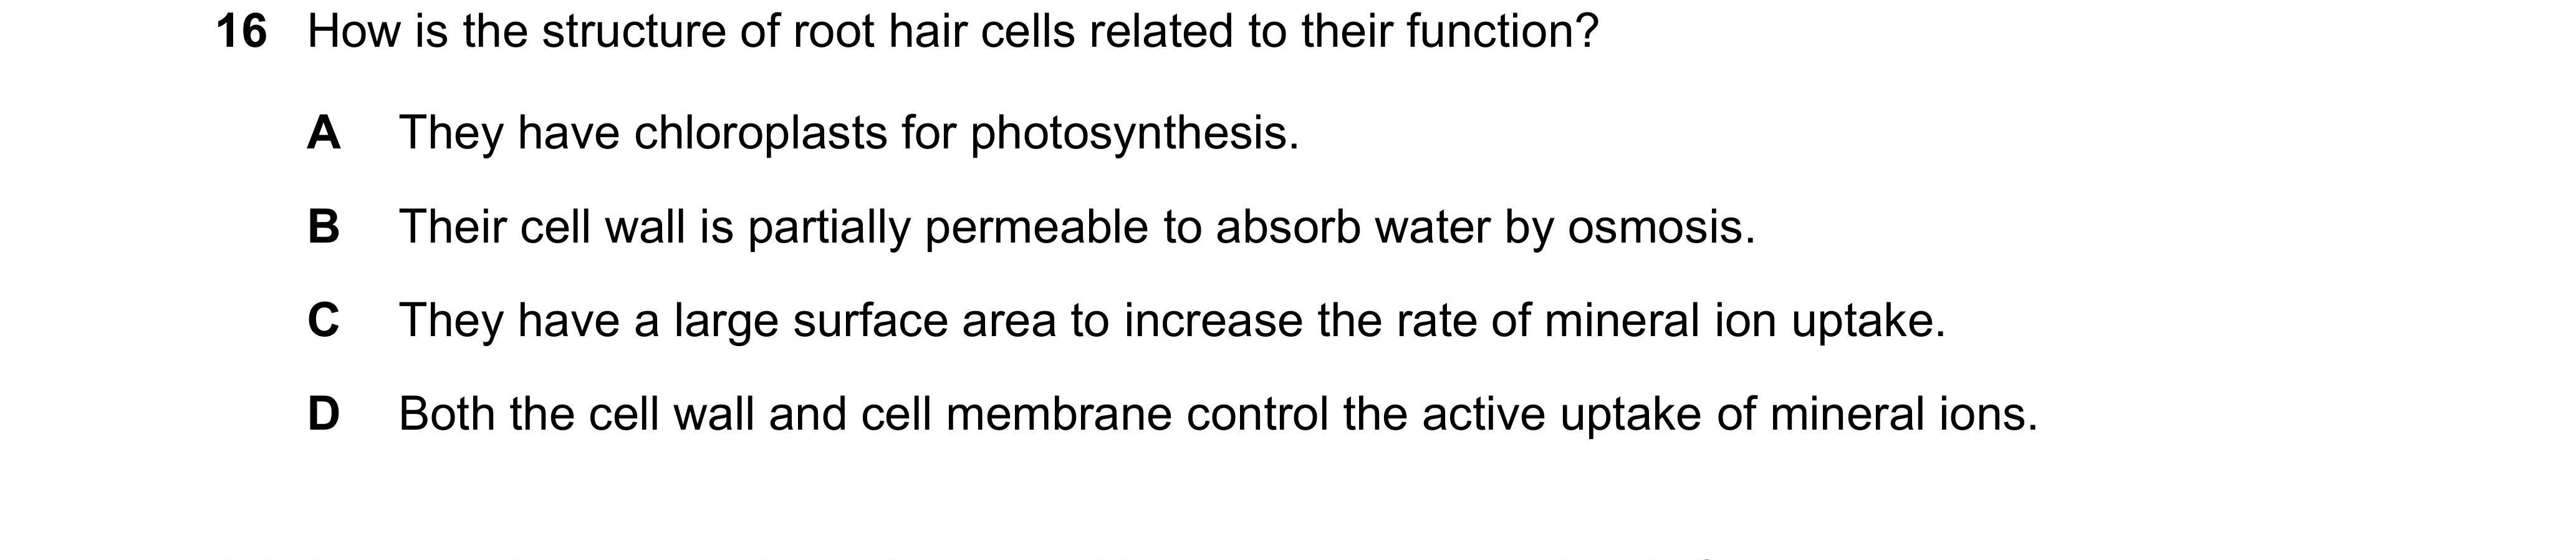 16 How is the structure of root hair cells related to their function?
A They have chloroplasts for photosynthesis.
B Their cell wall is partially permeable to absorb water by osmosis.
C They have a large surface area to increase the rate of mineral ion uptake.
D Both the cell wall and cell membrane control the active uptake of mineral ions.